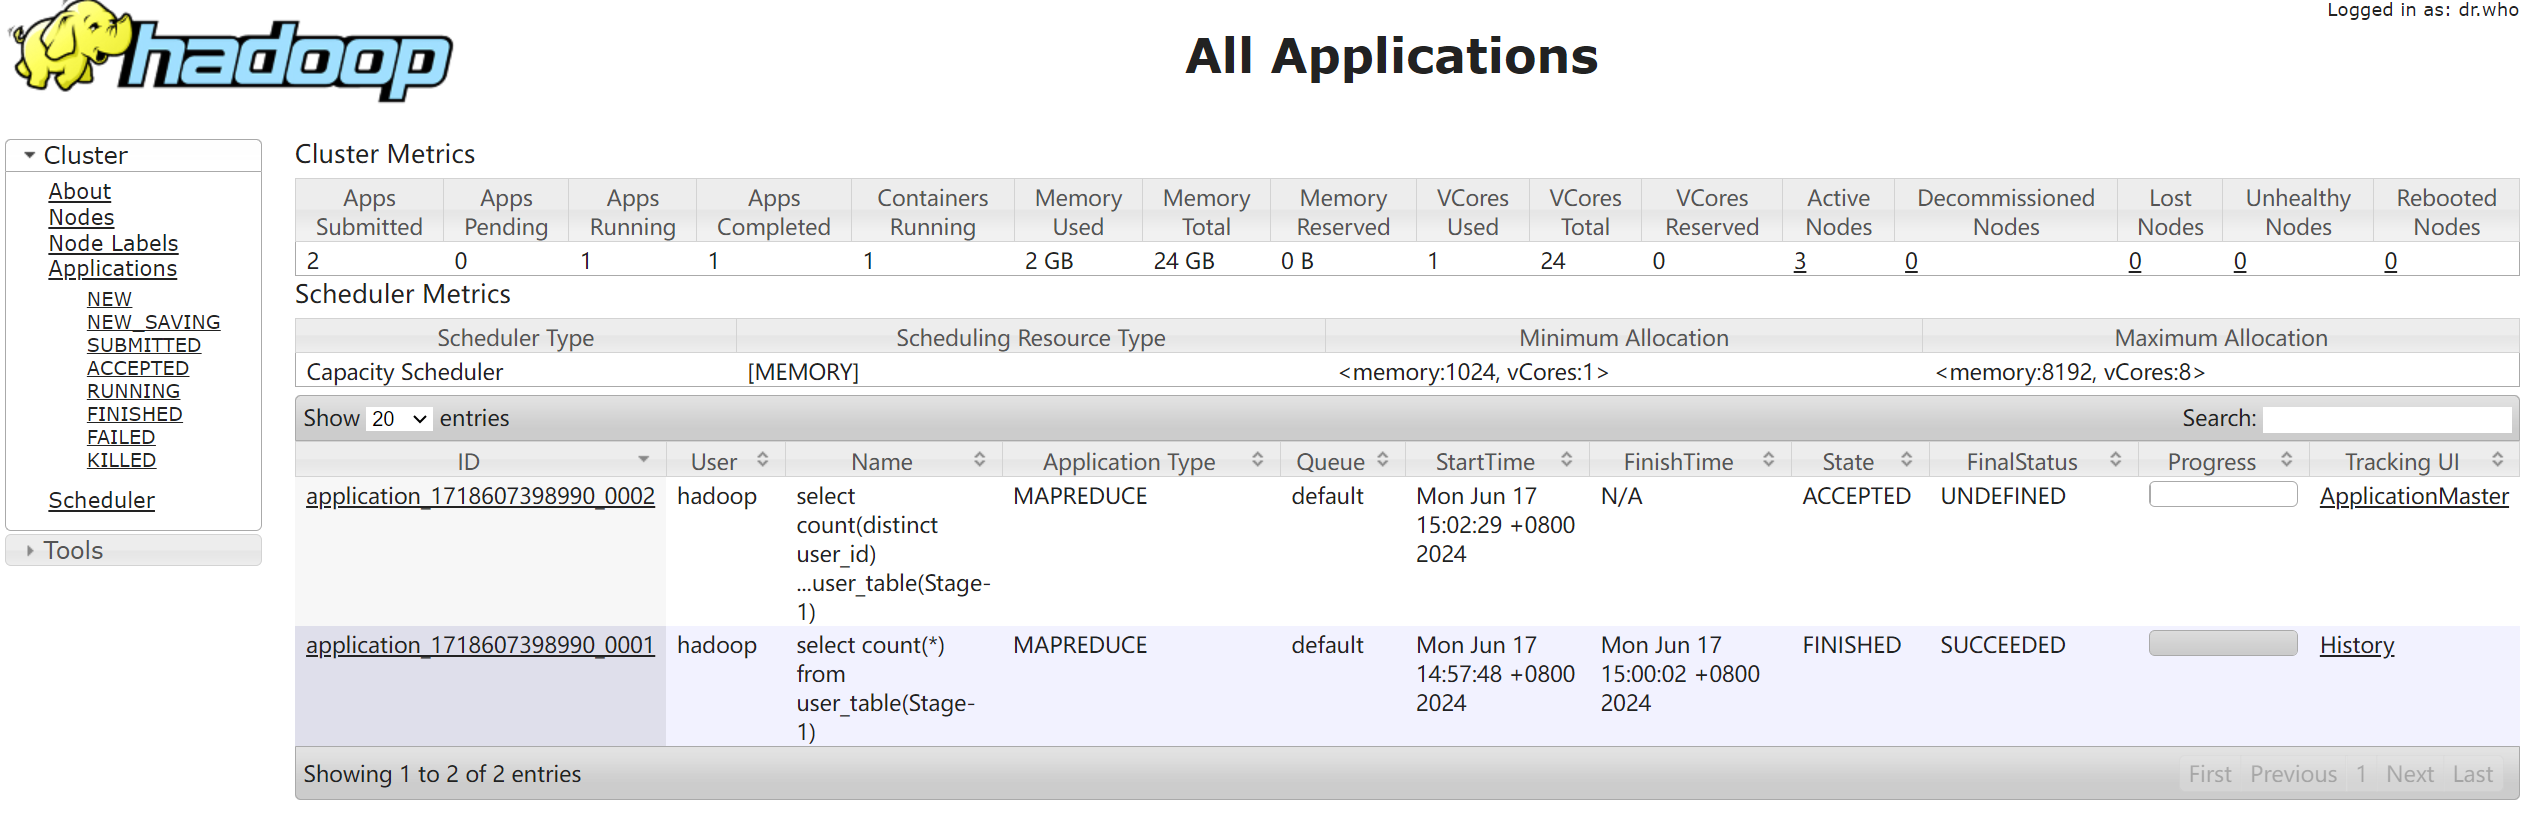 Logged in as: dr.who
hadoop
All Applications
Cluster
About
Nodes
Node Labels
Applications
NEW
NEW_SAVING
SUBMITTED
ACCEPTED
RUNNING
FINISHED
FAILED
KILLED
Scheduler
Tools
Cluster Metrics
Apps Submitted Apps Pending Apps Running Apps Completed Containers Running Memory Used Memory Total Memory Reserved VCores Used VCores Total VCores Reserved Active Nodes Decommissioned Nodes Lost Nodes Unhealthy Nodes Rebooted Nodes
2 0 1 1 1 2 GB 24 GB 0 B 1 24 0 3 0 0 0 0
Scheduler Metrics
Scheduler Type Scheduling Resource Type Minimum Allocation Maximum Allocation
Capacity Scheduler [MEMORY] <memory:1024, vCores:1> <memory:8192, vCores:8>
Show 20 entries Search:
ID User Name Application Type Queue StartTime FinishTime State FinalStatus Progress Tracking UI
application_1718607398990_0002 hadoop select MAPREDUCE default Mon Jun 17 N/A ACCEPTED UNDEFINED ApplicationMaster
count(distinct 15:02:29 +0800
user_id) 2024
...user_table(Stage-
1)
application_1718607398990_0001 hadoop select count(*) MAPREDUCE default Mon Jun 17 Mon Jun 17 FINISHED SUCCEEDED History
from 14:57:48 +0800 15:00:02 +0800
user_table(Stage- 2024 2024
1)
Showing 1 to 2 of 2 entries First Previous 1 Next Last